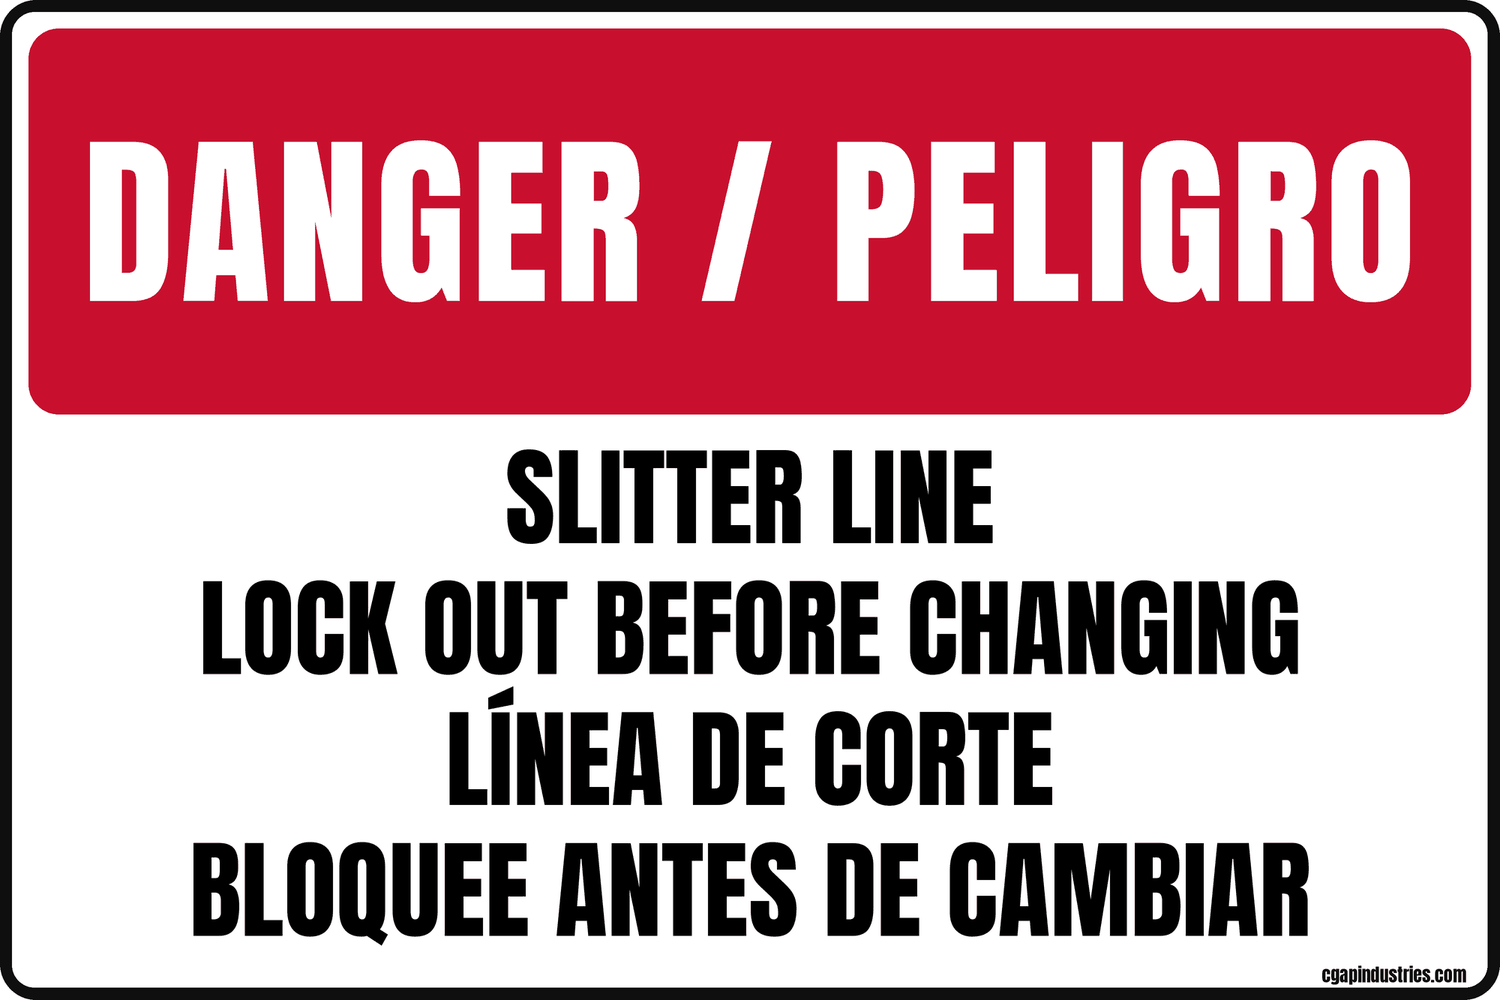 DANGER / PELIGRO
SLITTER LINE
LOCK OUT BEFORE CHANGING
LÍNEA DE CORTE
BLOQUEE ANTES DE CAMBIAR
cgapindustries.com